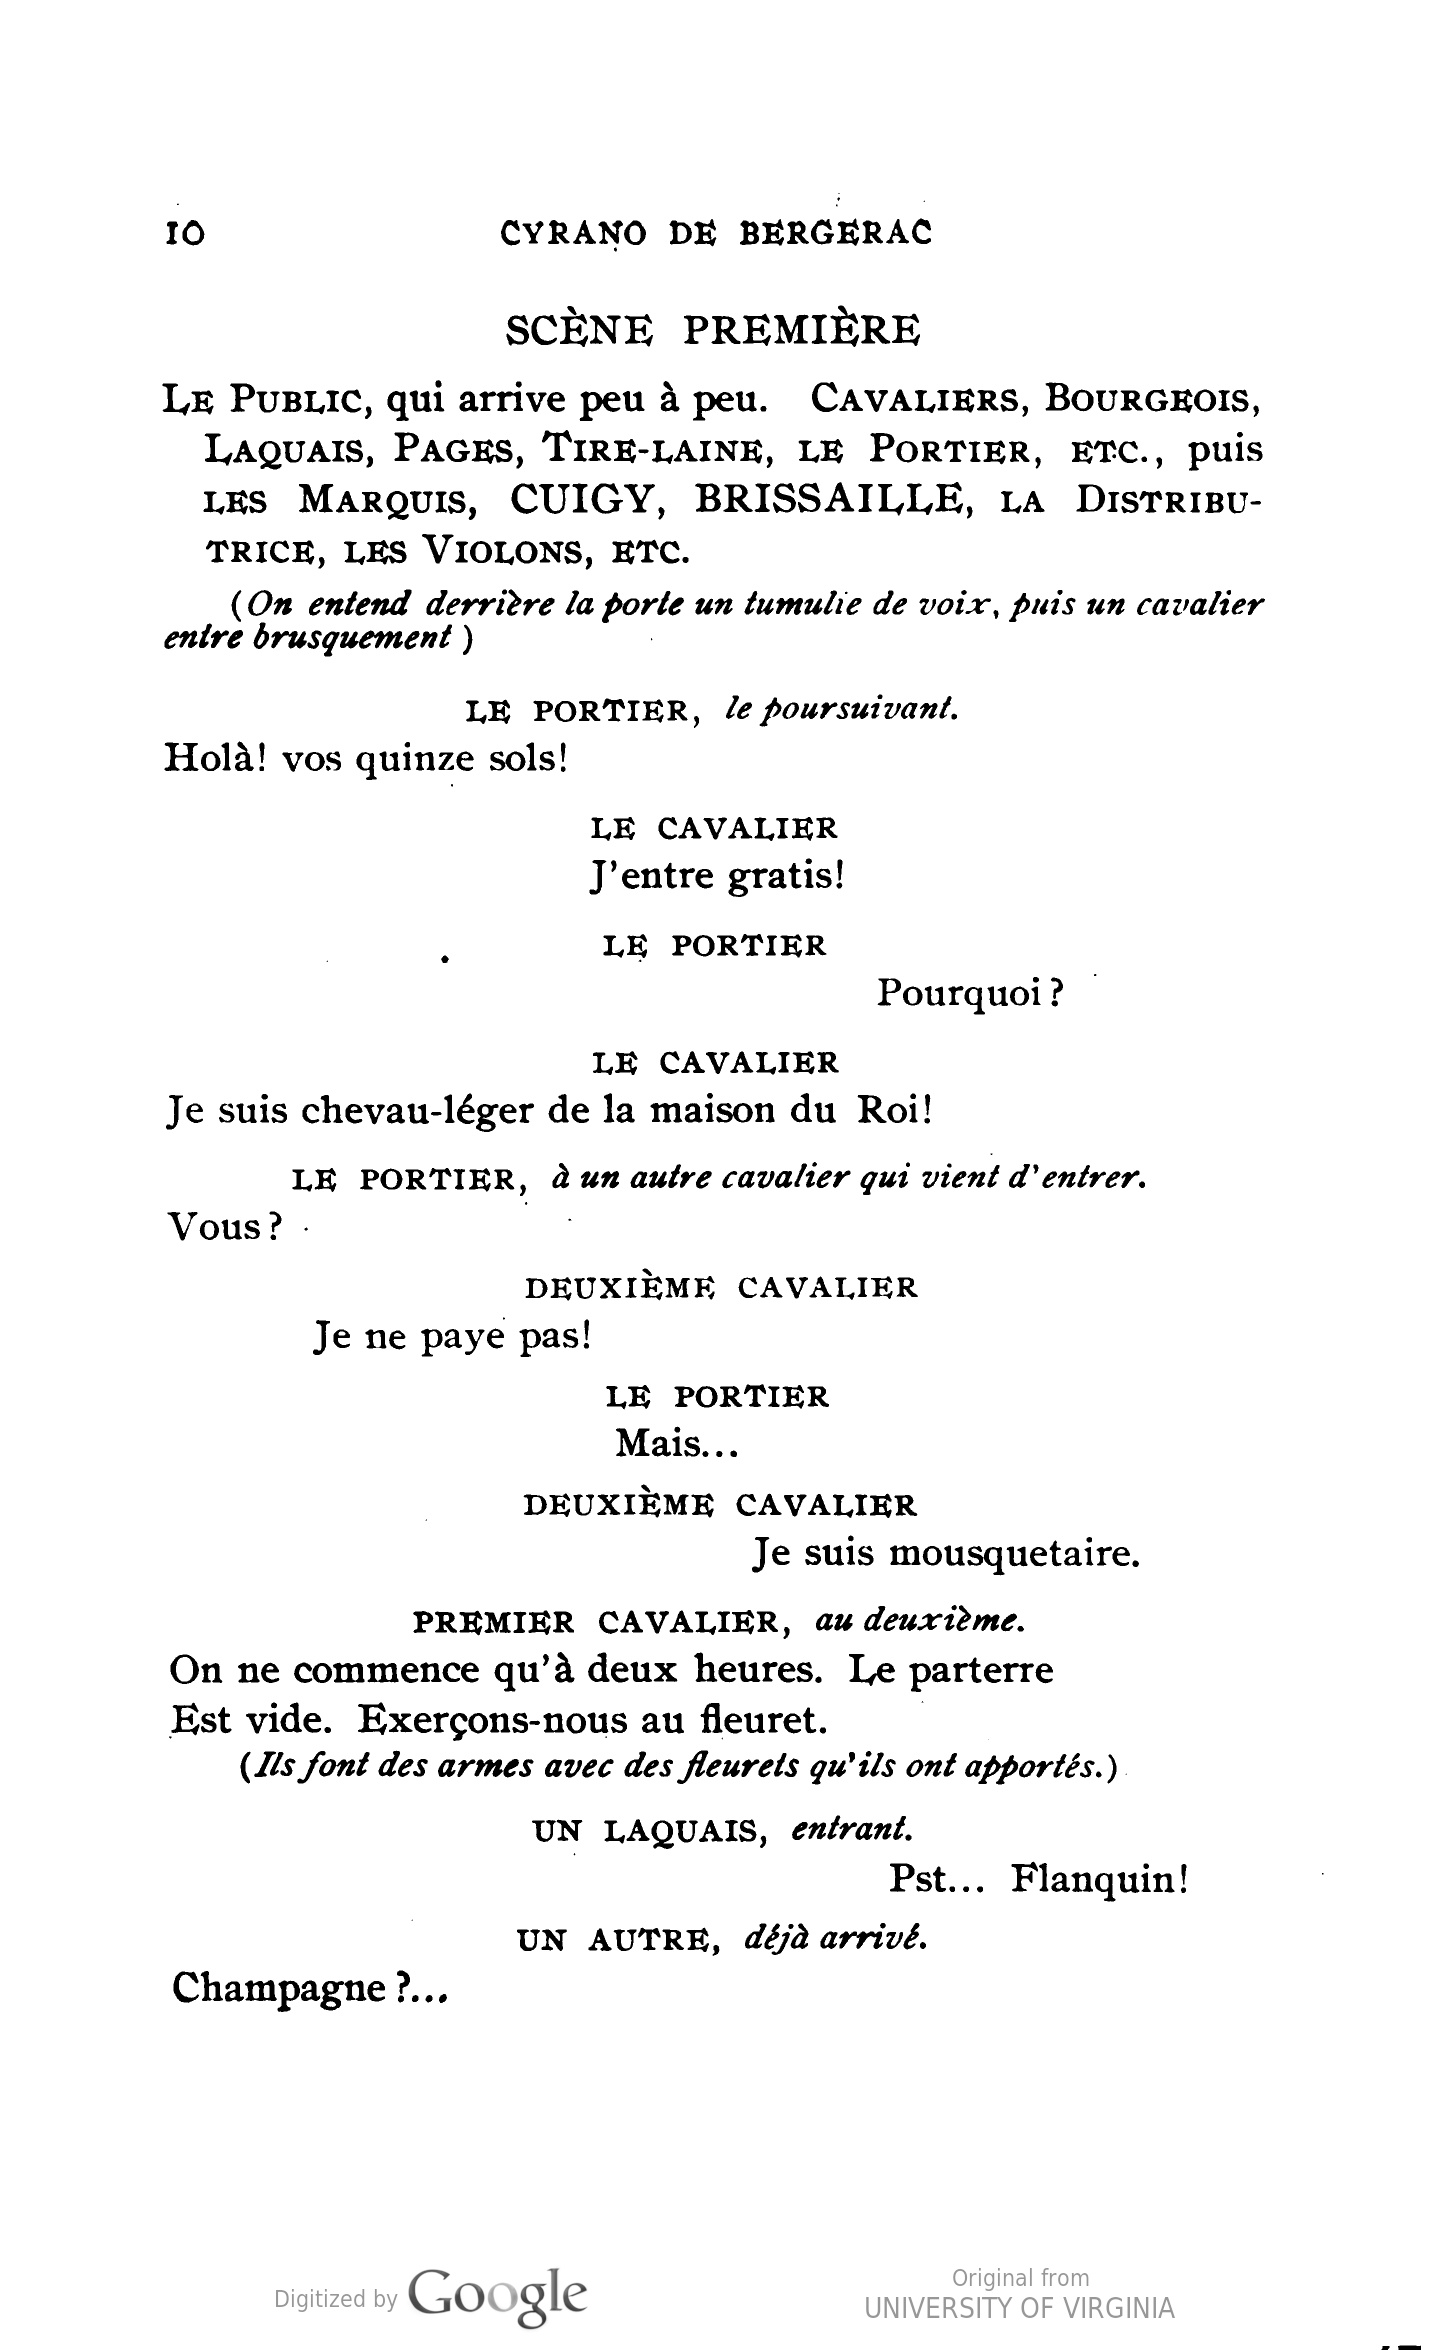 10 CYRANO DE BERGERAC
SCÈNE PREMIÈRE
LE PUBLIC, qui arrive peu à peu. CAVALIERS, BOURGEOIS,
LAQUAIS, PAGES, TIRE-LAINE, LE PORTIER, ETC., puis
LES MARQUIS, CUIGY, BRISSAILLE, LA DISTRIBU-
TRICE, LES VIOLONS, ETC.
(On entend derrière la porte un tumulte de voix, puis un cavalier
entre brusquement )
LE PORTIER, le poursuivant.
Holà! vos quinze sols!
LE CAVALIER
J'entre gratis!
LE PORTIER
Pourquoi?
LE CAVALIER
Je suis chevau-léger de la maison du Roi!
LE PORTIER, à un autre cavalier qui vient d'entrer.
Vous?
DEUXIÈME CAVALIER
Je ne paye pas!
LE PORTIER
Mais...
DEUXIÈME CAVALIER
Je suis mousquetaire.
PREMIER CAVALIER, au deuxième.
On ne commence qu'à deux heures. Le parterre
Est vide. Exerçons-nous au fleuret.
(Ils font des armes avec des fleurets qu'ils ont apportés.)
UN LAQUAIS, entrant.
Pst... Flanquin!
UN AUTRE, déjà arrivé.
Champagne?...
Digitized by Google
Original from
UNIVERSITY OF VIRGINIA